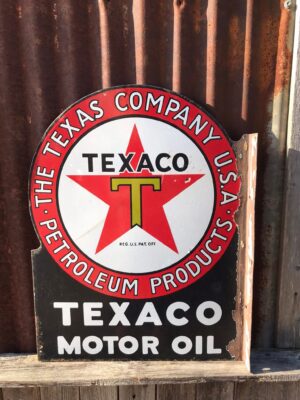 · THE TEXAS COMPANY U.S.A. ·
PETROLEUM PRODUCTS
TEXACO
T
REG. U.S. PAT. OFF.
TEXACO
MOTOR OIL